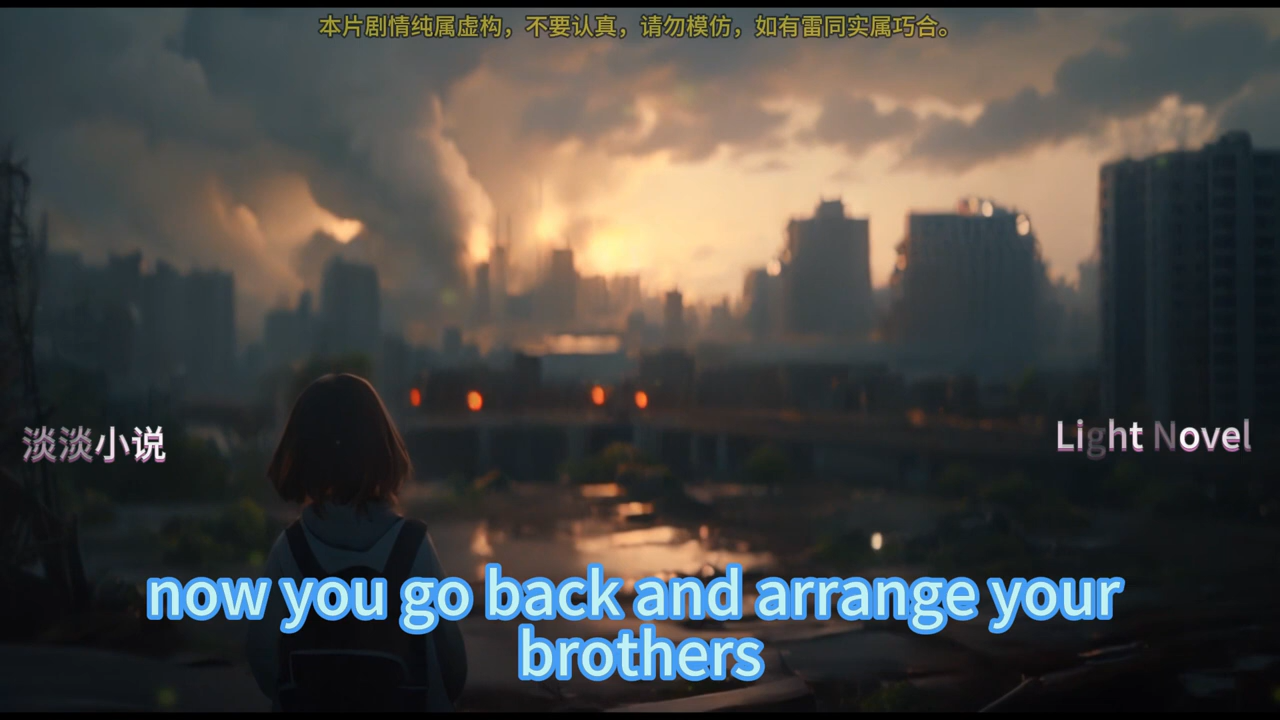 本片剧情纯属虚构，不要认真，请勿模仿，如有雷同实属巧合。
淡淡小说
Light Novel
now you go back and arrange your
brothers